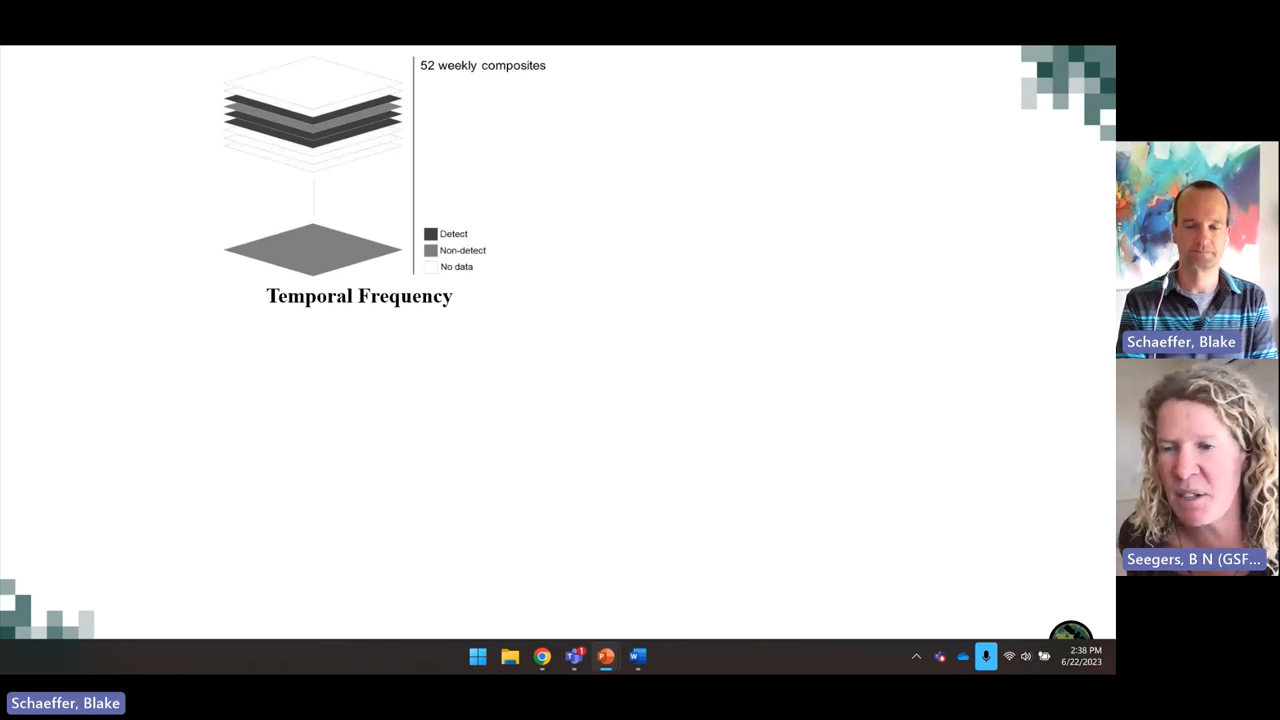 52 weekly composites
Detect
Non-detect
No data
Temporal Frequency
Schaeffer, Blake
Seegers, B N (GSF...
1
2:38 PM
6/22/2023
Schaeffer, Blake